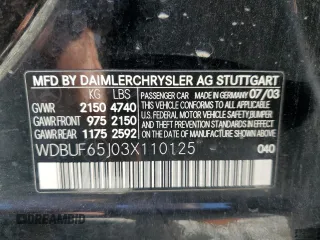 MFD BY DAIMLERCHRYSLER AG STUTTGART
KG LBS PASSENGER CAR MADE IN GERMANY 07/03
GVWR 2150 4740 THIS CAR CONFORMS TO ALL APPLICABLE
GAWR FRONT 975 2150 U.S. FEDERAL MOTOR VEHICLE SAFETY, BUMPER
GAWR REAR 1175 2592 AND THEFT PREVENTION STANDARDS IN EFFECT ON THE DATE OF MANUFACTURE SHOWN ABOVE.
WDBUF65J03X110125 040
DREAMBID